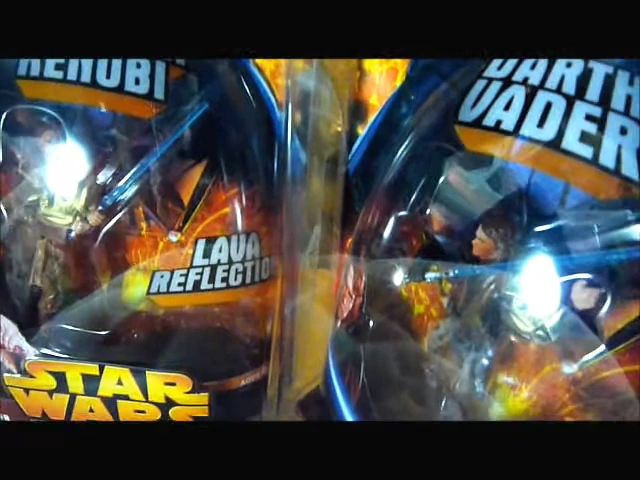 KENOBI
LAVA
REFLECTIO
STAR
WARS
DARTH
VADER